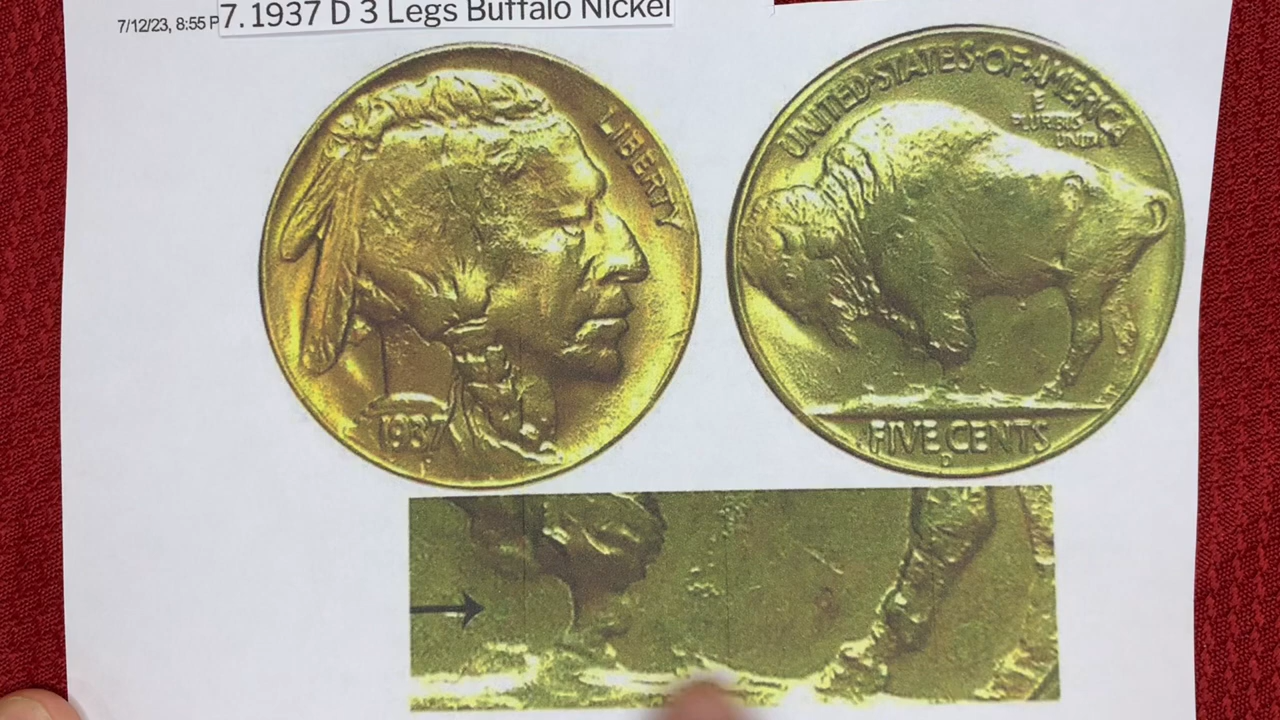 7/12/23, 8:55 P
7. 1937 D 3 Legs Buffalo Nickel
LIBERTY
1937
UNITED·STATES·OF·AMERICA
E
PLURIBUS
UNUM
FIVE CENTS
D